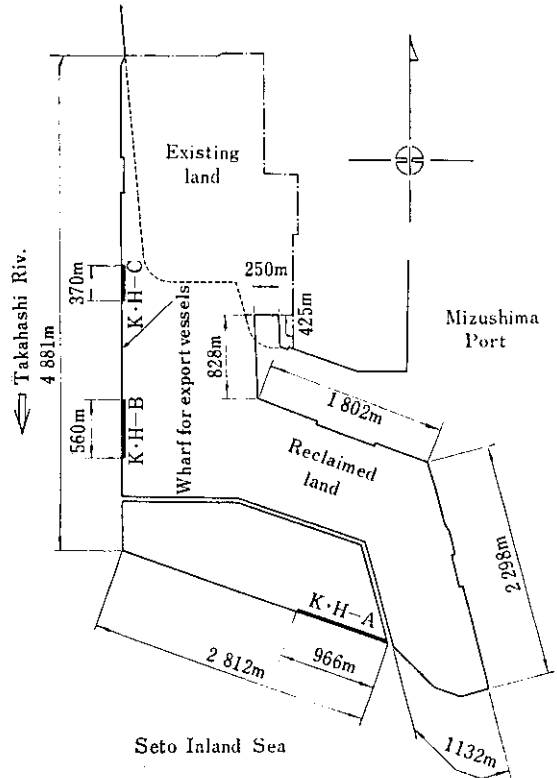 Existing
land
250m
425m
Mizushima
Port
Takahashi Riv.
4 881m
370m
K·H-C
560m
K·H-B
Wharf for export vessels
828m
1 802m
Reclaimed
land
2 298m
K·H-A
966m
2 812m
1132m
Seto Inland Sea